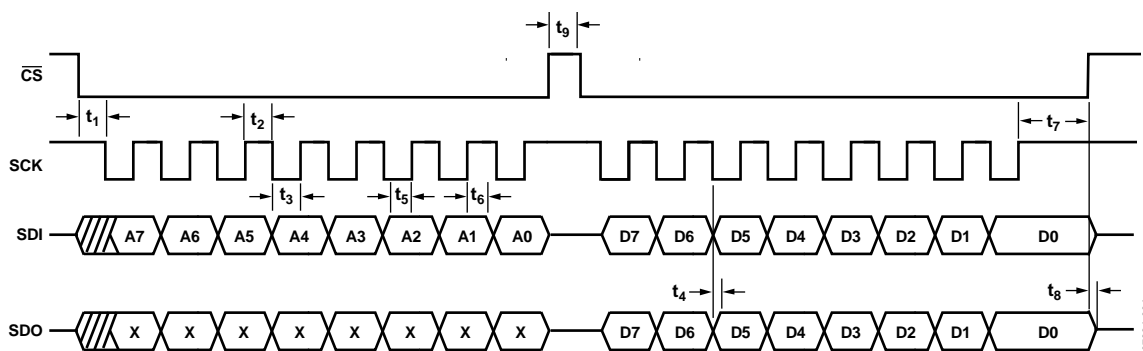 t9
CS
t1
t2
t7
SCK
t3
t5
t6
SDI
A7
A6
A5
A4
A3
A2
A1
A0
D7
D6
D5
D4
D3
D2
D1
D0
t4
t8
SDO
X
X
X
X
X
X
X
X
D7
D6
D5
D4
D3
D2
D1
D0